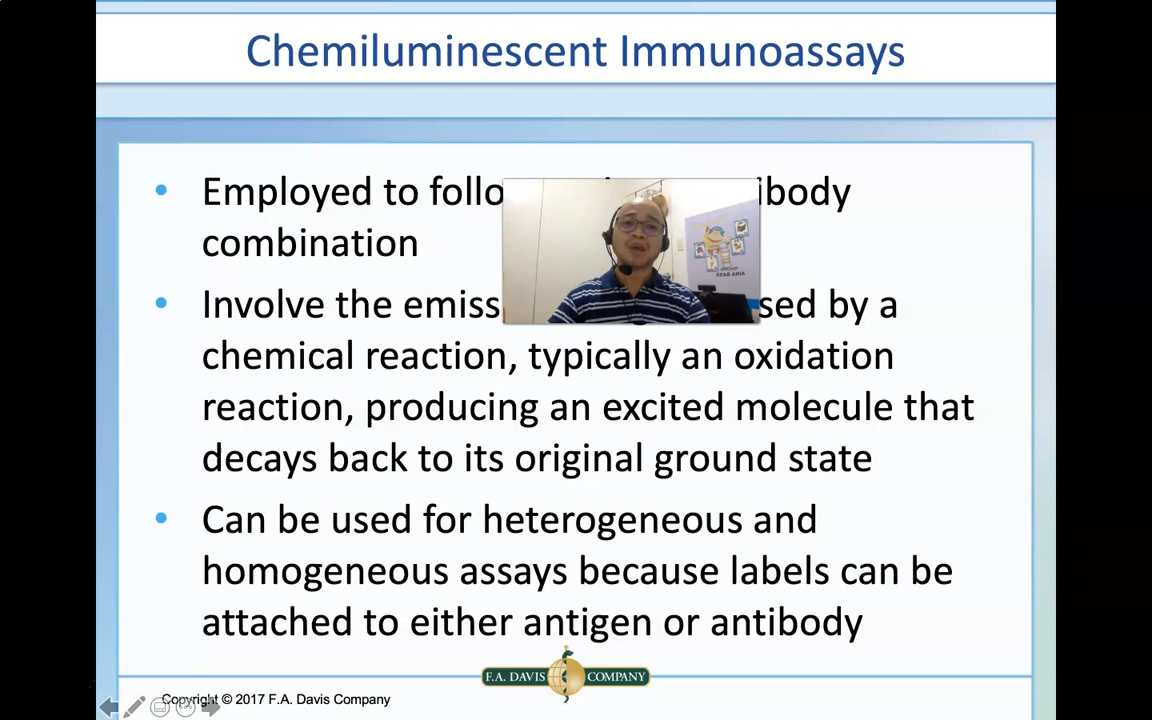 Chemiluminescent Immunoassays
• Employed to follo ibody
combination
• Involve the emiss sed by a
chemical reaction, typically an oxidation
reaction, producing an excited molecule that
decays back to its original ground state
• Can be used for heterogeneous and
homogeneous assays because labels can be
attached to either antigen or antibody
F.A. DAVIS COMPANY
Copyright © 2017 F.A. Davis Company